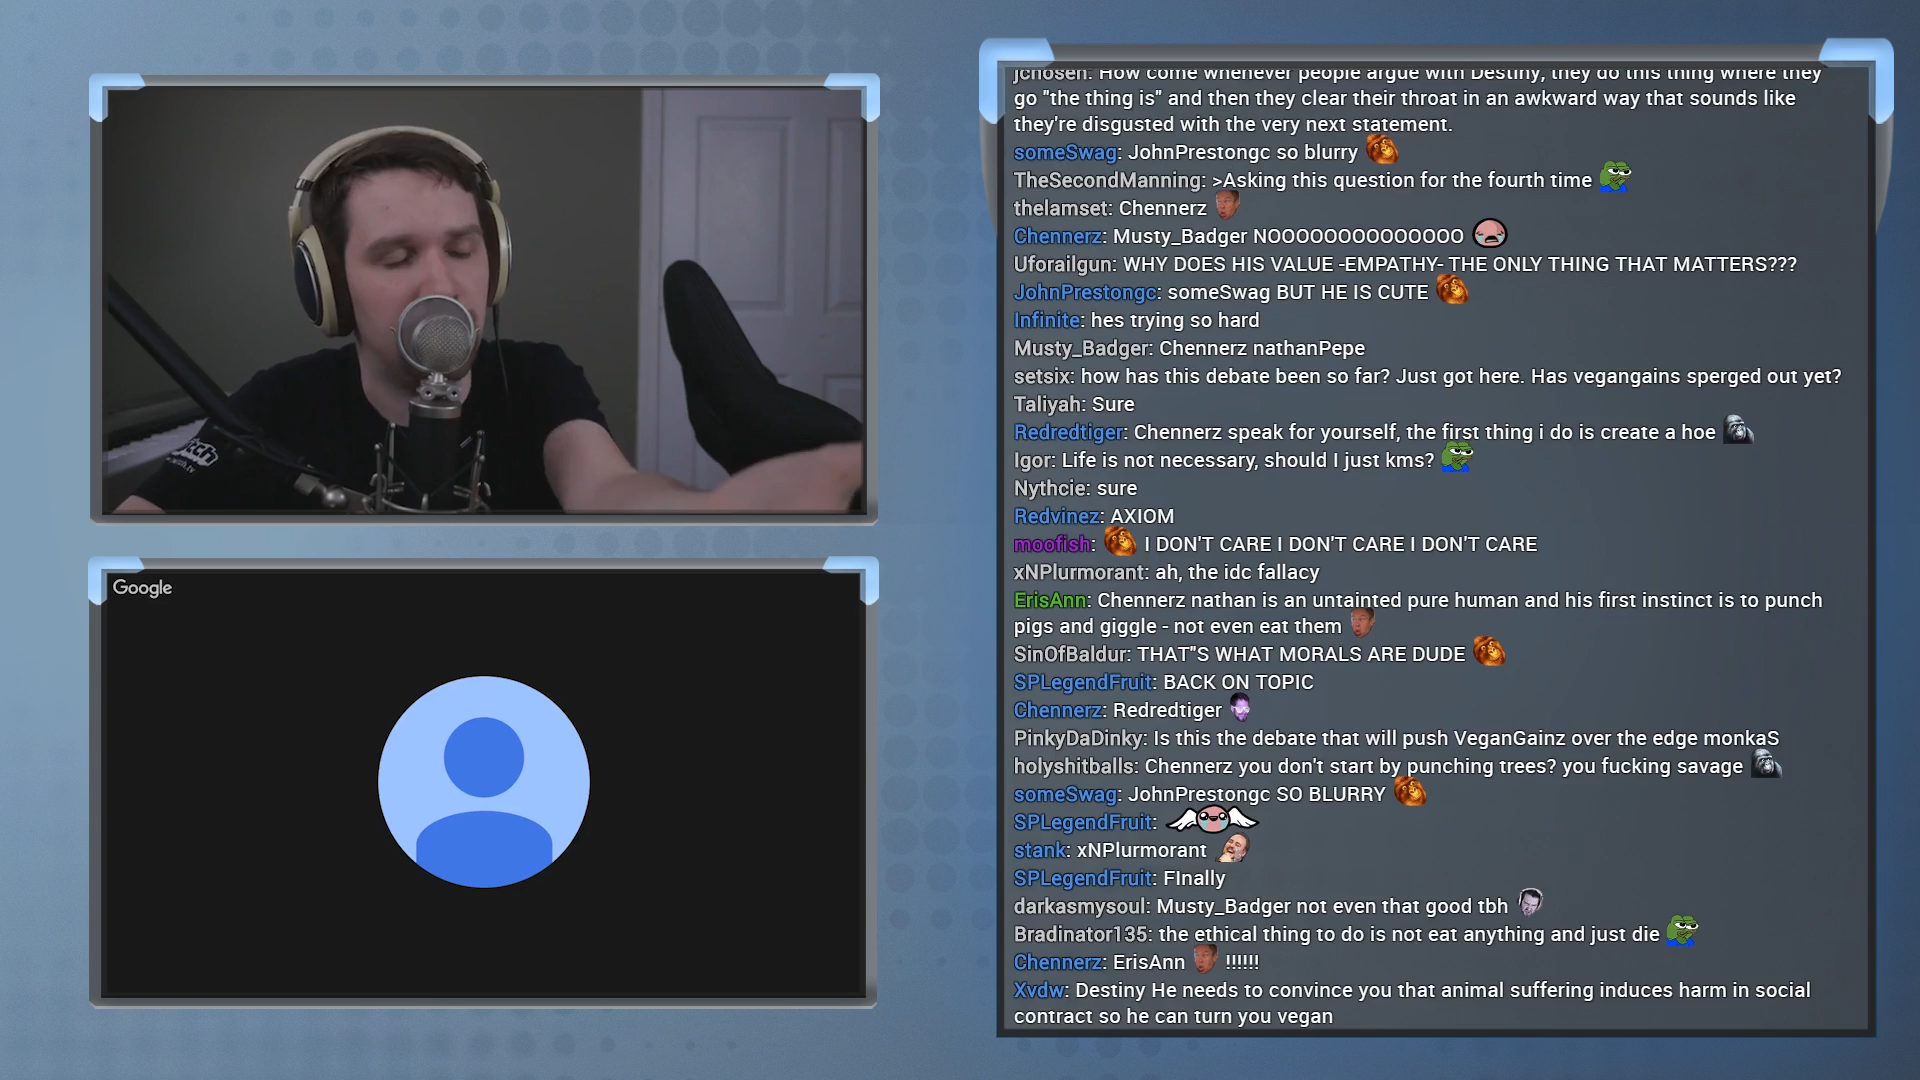 jchosen: How come whenever people argue with Destiny, they do this thing where they
go "the thing is" and then they clear their throat in an awkward way that sounds like
they're disgusted with the very next statement.
someSwag: JohnPrestongc so blurry
TheSecondManning: >Asking this question for the fourth time
thelamset: Chennerz
Chennerz: Musty_Badger NOOOOOOOOOOOOOO
Uforailgun: WHY DOES HIS VALUE -EMPATHY- THE ONLY THING THAT MATTERS???
JohnPrestongc: someSwag BUT HE IS CUTE
Infinite: hes trying so hard
Musty_Badger: Chennerz nathanPepe
setsix: how has this debate been so far? Just got here. Has vegangains sperged out yet?
Taliyah: Sure
Redredtiger: Chennerz speak for yourself, the first thing i do is create a hoe
Igor: Life is not necessary, should I just kms?
Nythcie: sure
Redvinez: AXIOM
moofish: I DON'T CARE I DON'T CARE I DON'T CARE
xNPlurmorant: ah, the idc fallacy
ErisAnn: Chennerz nathan is an untainted pure human and his first instinct is to punch
pigs and giggle - not even eat them
SinOfBaldur: THAT"S WHAT MORALS ARE DUDE
SPLegendFruit: BACK ON TOPIC
Chennerz: Redredtiger
PinkyDaDinky: Is this the debate that will push VeganGainz over the edge monkaS
holyshitballs: Chennerz you don't start by punching trees? you fucking savage
someSwag: JohnPrestongc SO BLURRY
SPLegendFruit:
stank: xNPlurmorant
SPLegendFruit: FInally
darkasmysoul: Musty_Badger not even that good tbh
Bradinator135: the ethical thing to do is not eat anything and just die
Chennerz: ErisAnn !!!!!!
Xvdw: Destiny He needs to convince you that animal suffering induces harm in social
contract so he can turn you vegan
Google